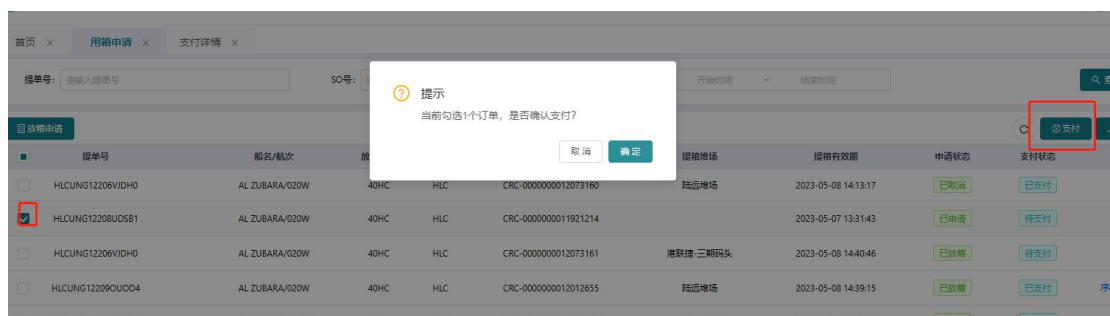 首页 × 用箱申请 × 支付详情 ×
提单号: 请输入提单号 SO号: 开始时间 - 结束时间
提示
当前勾选1个订单，是否确认支付?
取消 确定
放箱申请 支付
提单号 船名/航次 提箱堆场 提箱有效期 申请状态 支付状态
HLCUNG12206VJDH0 AL ZUBARA/020W 40HC HLC CRC-0000000012073160 陆远堆场 2023-05-08 14:13:17 已取消 已支付
HLCUNG12208UDSB1 AL ZUBARA/020W 40HC HLC CRC-0000000011921214 2023-05-07 13:31:43 已申请 待支付
HLCUNG12206VJDH0 AL ZUBARA/020W 40HC HLC CRC-0000000012073161 港联捷-三期码头 2023-05-08 14:40:46 已放箱 待支付
HLCUNG12209OUOD4 AL ZUBARA/020W 40HC HLC CRC-0000000012012655 陆远堆场 2023-05-08 14:39:15 已放箱 已支付